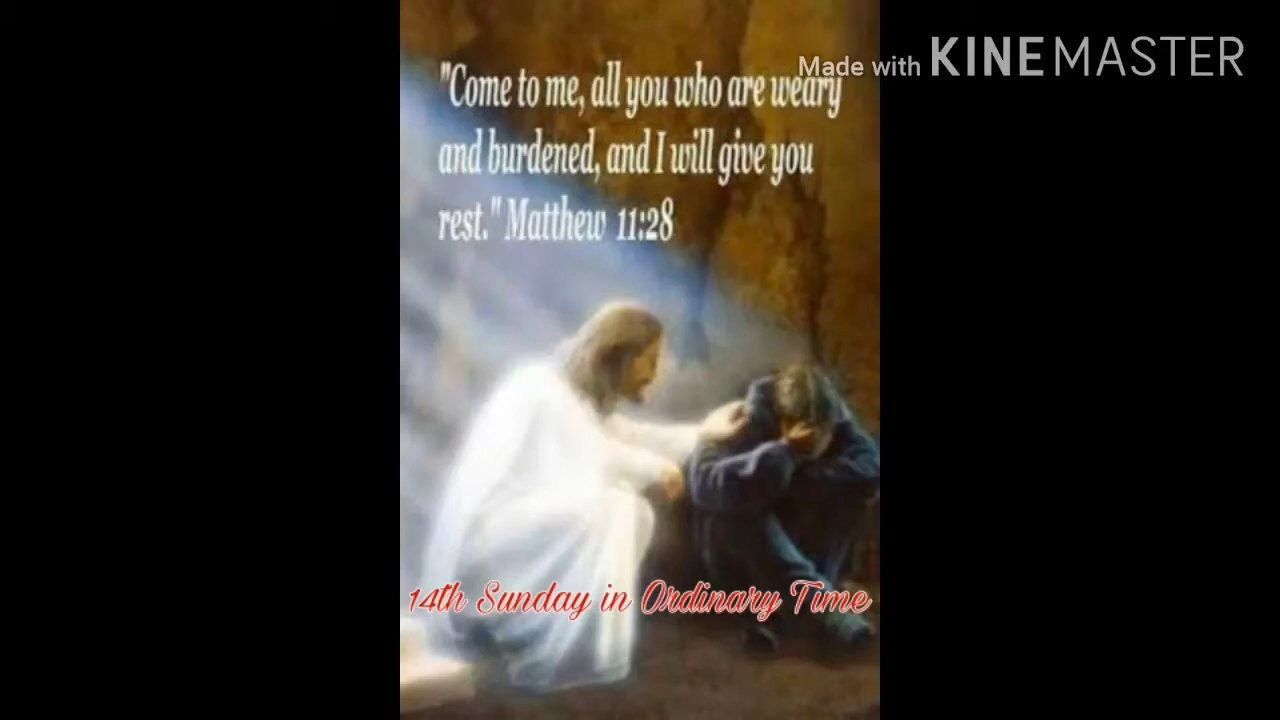 Made with KINEMASTER
"Come to me, all you who are weary
and burdened, and I will give you
rest." Matthew 11:28
14th Sunday in Ordinary Time